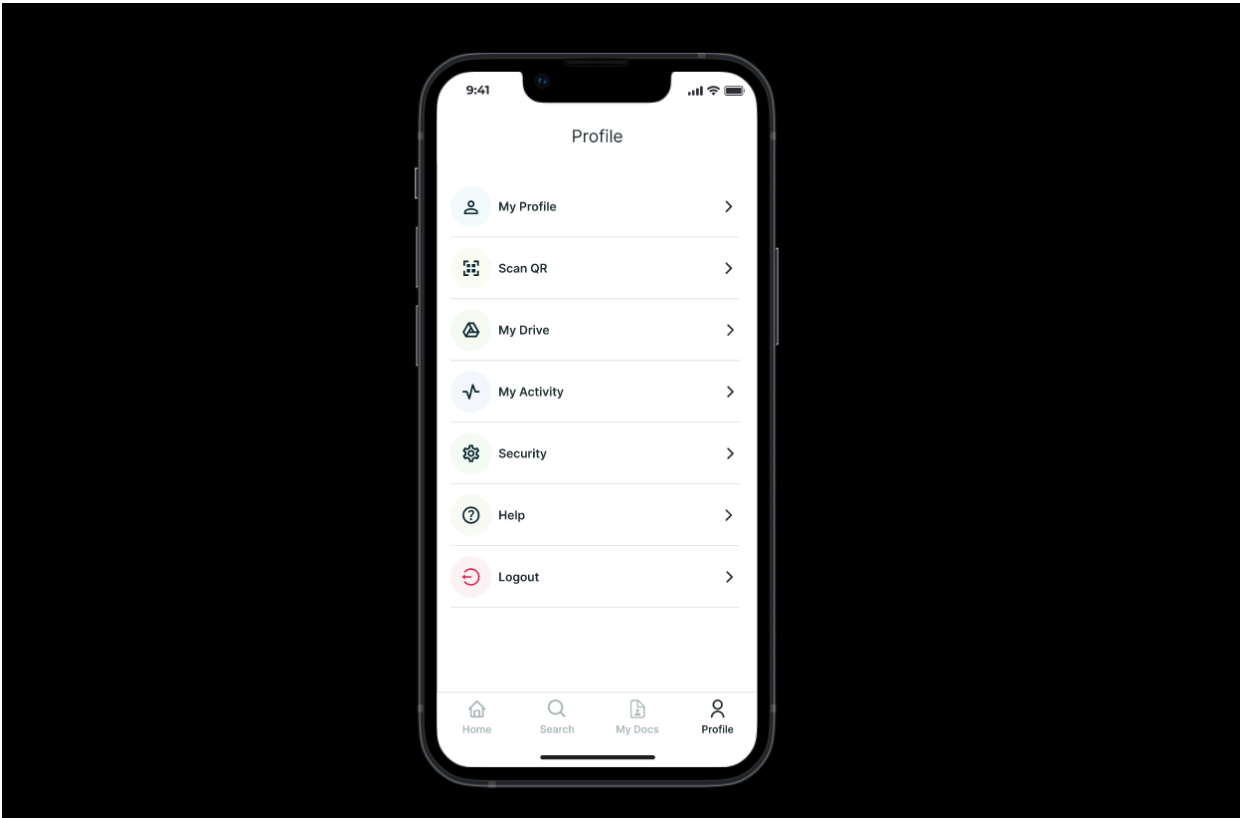 9:41
Profile
My Profile
Scan QR
My Drive
My Activity
Security
Help
Logout
Home Search My Docs Profile